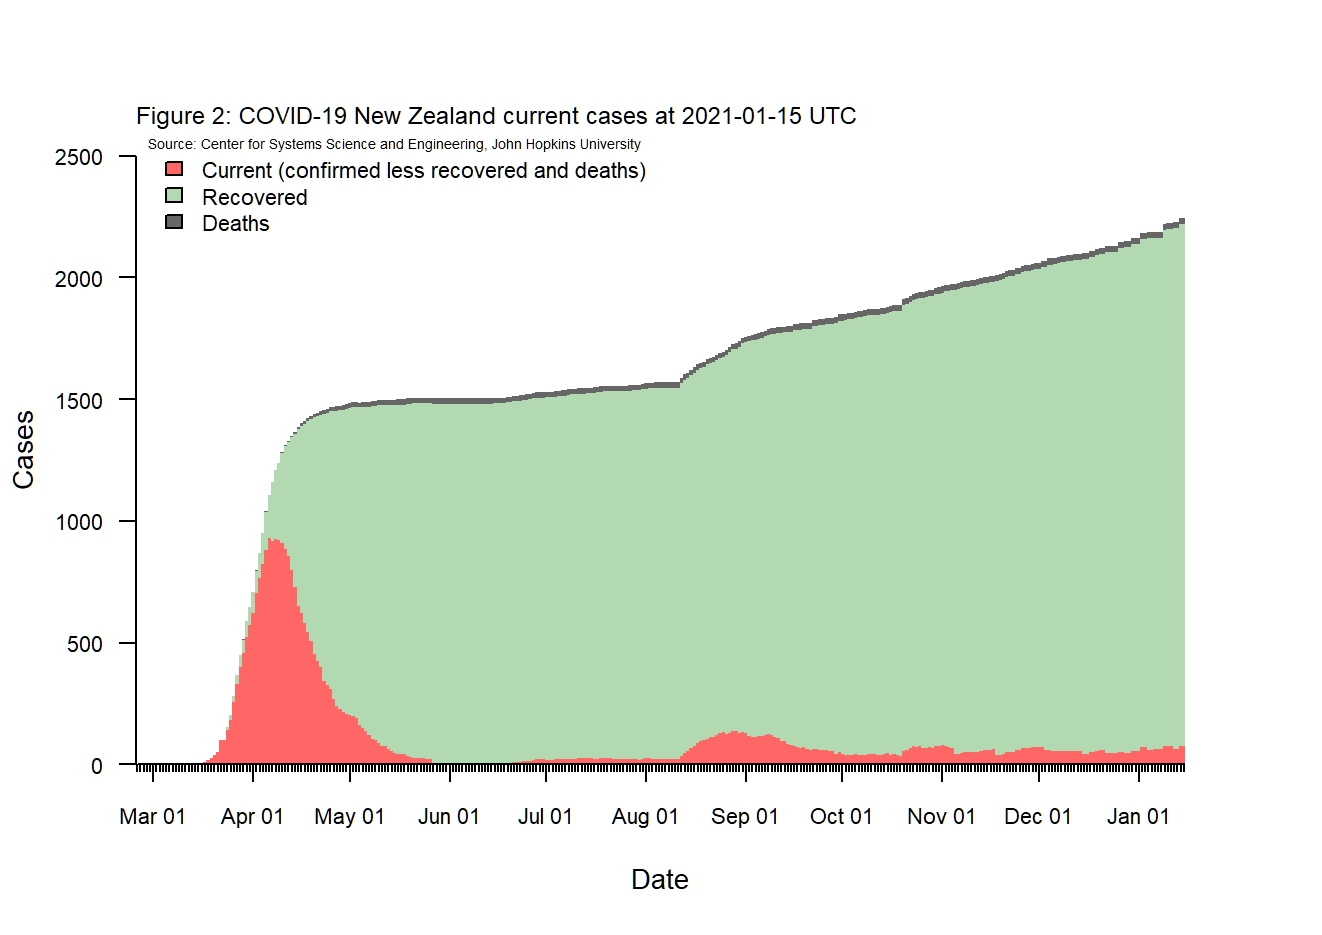 Figure 2: COVID-19 New Zealand current cases at 2021-01-15 UTC
Source: Center for Systems Science and Engineering, John Hopkins University
Current (confirmed less recovered and deaths)
Recovered
Deaths
2500
2000
1500
1000
500
0
Cases
Mar 01 Apr 01 May 01 Jun 01 Jul 01 Aug 01 Sep 01 Oct 01 Nov 01 Dec 01 Jan 01
Date